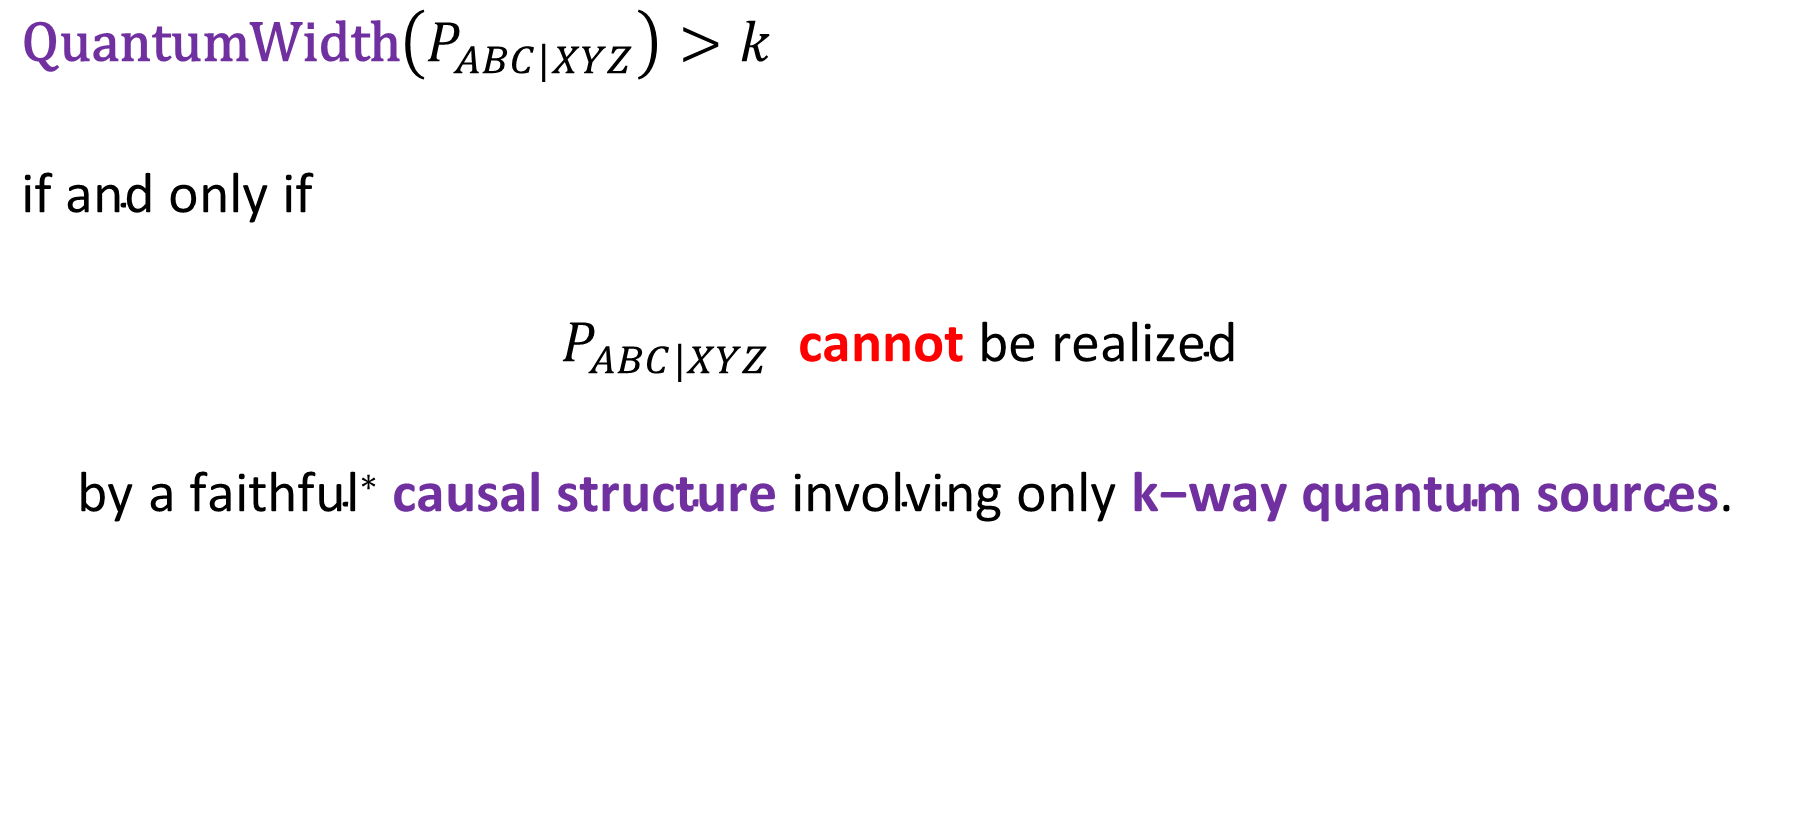 QuantumWidth(P_{ABC|XYZ}) > k
if and only if
P_{ABC|XYZ} cannot be realized
by a faithful* causal structure involving only k−way quantum sources.